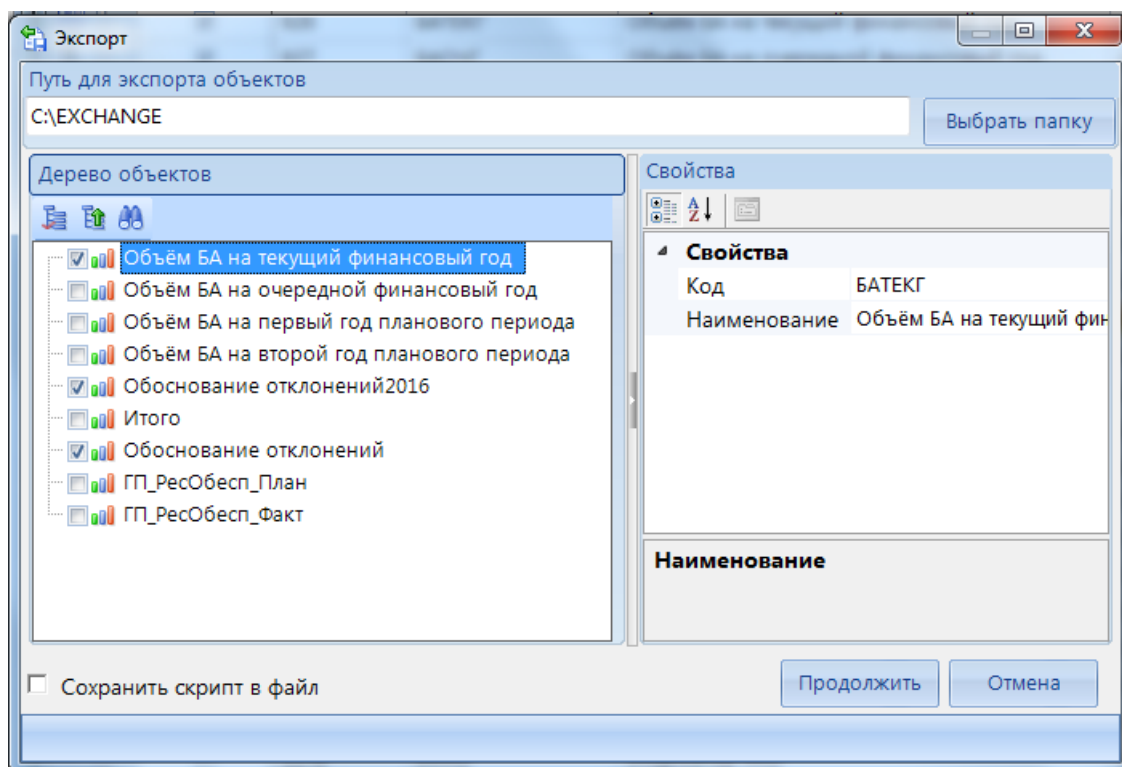 Экспорт
Путь для экспорта объектов
C:\EXCHANGE
Выбрать папку
Дерево объектов
Объём БА на текущий финансовый год
Объём БА на очередной финансовый год
Объём БА на первый год планового периода
Объём БА на второй год планового периода
Обоснование отклонений2016
Итого
Обоснование отклонений
ГП_РесОбесп_План
ГП_РесОбесп_Факт
Свойства
Свойства
Код БАТЕКГ
Наименование Объём БА на текущий фин
Наименование
Сохранить скрипт в файл
Продолжить
Отмена